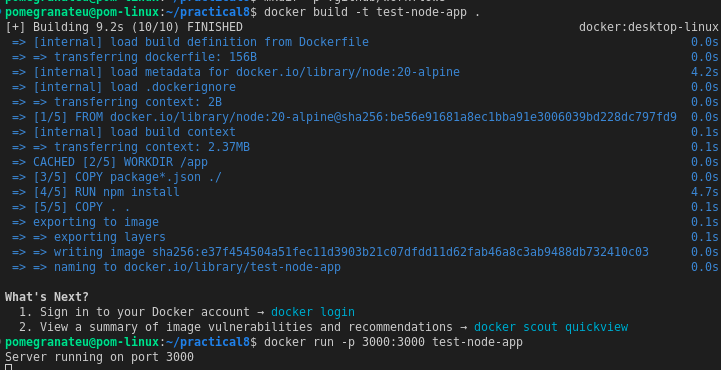 pomegranateu@pom-linux:~/practical8$ docker build -t test-node-app .
[+] Building 9.2s (10/10) FINISHED docker:desktop-linux
=> [internal] load build definition from Dockerfile 0.0s
=> => transferring dockerfile: 156B 0.0s
=> [internal] load metadata for docker.io/library/node:20-alpine 4.2s
=> [internal] load .dockerignore 0.0s
=> => transferring context: 2B 0.0s
=> [1/5] FROM docker.io/library/node:20-alpine@sha256:be56e91681a8ec1bba91e3006039bd228dc797fd9 0.0s
=> [internal] load build context 0.1s
=> => transferring context: 2.37MB 0.1s
=> CACHED [2/5] WORKDIR /app 0.0s
=> [3/5] COPY package*.json ./ 0.0s
=> [4/5] RUN npm install 4.7s
=> [5/5] COPY . . 0.1s
=> exporting to image 0.1s
=> => exporting layers 0.1s
=> => writing image sha256:e37f454504a51fec11d3903b21c07dfdd11d62fab46a8c3ab9488db732410c03 0.0s
=> => naming to docker.io/library/test-node-app 0.0s
What's Next?
1. Sign in to your Docker account → docker login
2. View a summary of image vulnerabilities and recommendations → docker scout quickview
pomegranateu@pom-linux:~/practical8$ docker run -p 3000:3000 test-node-app
Server running on port 3000